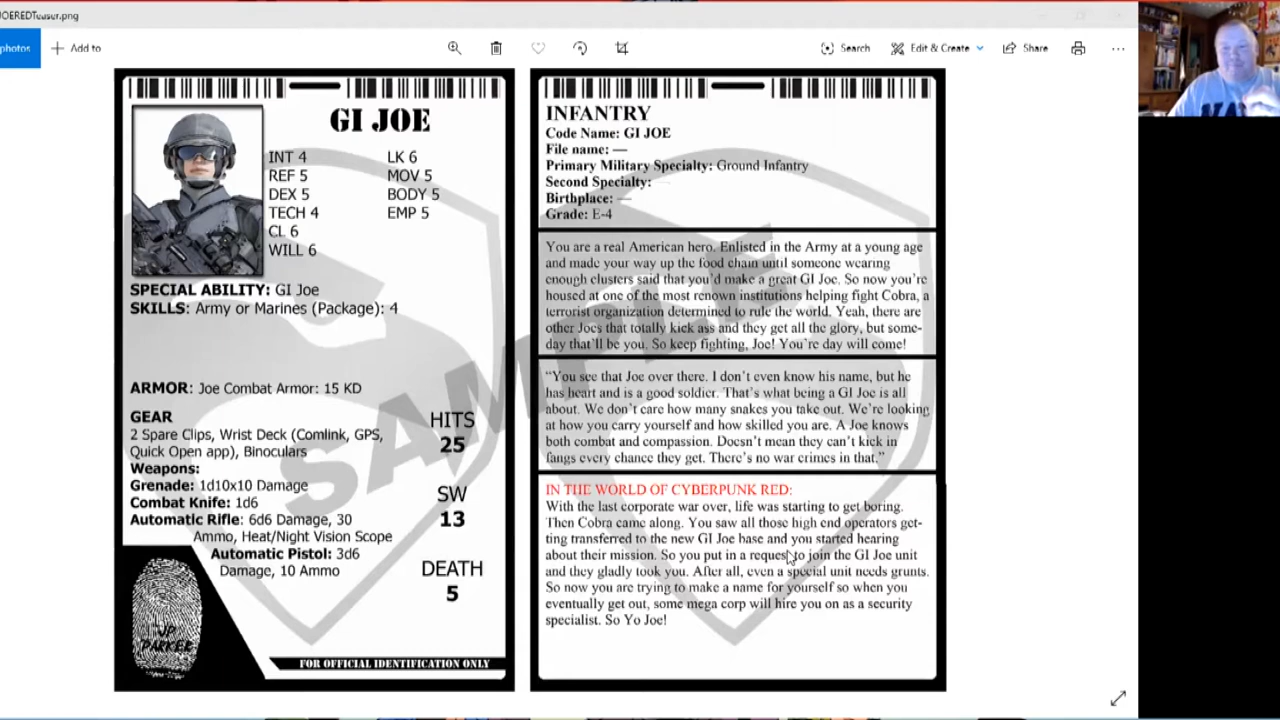 JOEREDTeaser.png
photos
Add to
Search
Edit & Create
Share
GI JOE
INT 4
LK 6
REF 5
MOV 5
DEX 5
BODY 5
TECH 4
EMP 5
CL 6
WILL 6
SPECIAL ABILITY: GI Joe
SKILLS: Army or Marines (Package): 4
ARMOR: Joe Combat Armor: 15 KD
GEAR
2 Spare Clips, Wrist Deck (Comlink, GPS,
Quick Open app), Binoculars
Weapons:
Grenade: 1d10x10 Damage
Combat Knife: 1d6
Automatic Rifle: 6d6 Damage, 30
Ammo, Heat/Night Vision Scope
Automatic Pistol: 3d6
Damage, 10 Ammo
HITS
25
SW
13
DEATH
5
JP
PARKER
FOR OFFICIAL IDENTIFICATION ONLY
SAMPLE
INFANTRY
Code Name: GI JOE
File name: —
Primary Military Specialty: Ground Infantry
Second Specialty: —
Birthplace: —
Grade: E-4
You are a real American hero. Enlisted in the Army at a young age
and made your way up the food chain until someone wearing
enough clusters said that you'd make a great GI Joe. So now you're
housed at one of the most renown institutions helping fight Cobra, a
terrorist organization determined to rule the world. Yeah, there are
other Joes that totally kick ass and they get all the glory, but some-
day that'll be you. So keep fighting, Joe! You're day will come!
"You see that Joe over there. I don't even know his name, but he
has heart and is a good soldier. That's what being a GI Joe is all
about. We don't care how many snakes you take out. We're looking
at how you carry yourself and how skilled you are. A Joe knows
both combat and compassion. Doesn't mean they can't kick in
fangs every chance they get. There's no war crimes in that."
IN THE WORLD OF CYBERPUNK RED:
With the last corporate war over, life was starting to get boring.
Then Cobra came along. You saw all those high end operators get-
ting transferred to the new GI Joe base and you started hearing
about their mission. So you put in a request to join the GI Joe unit
and they gladly took you. After all, even a special unit needs grunts.
So now you are trying to make a name for yourself so when you
eventually get out, some mega corp will hire you on as a security
specialist. So Yo Joe!